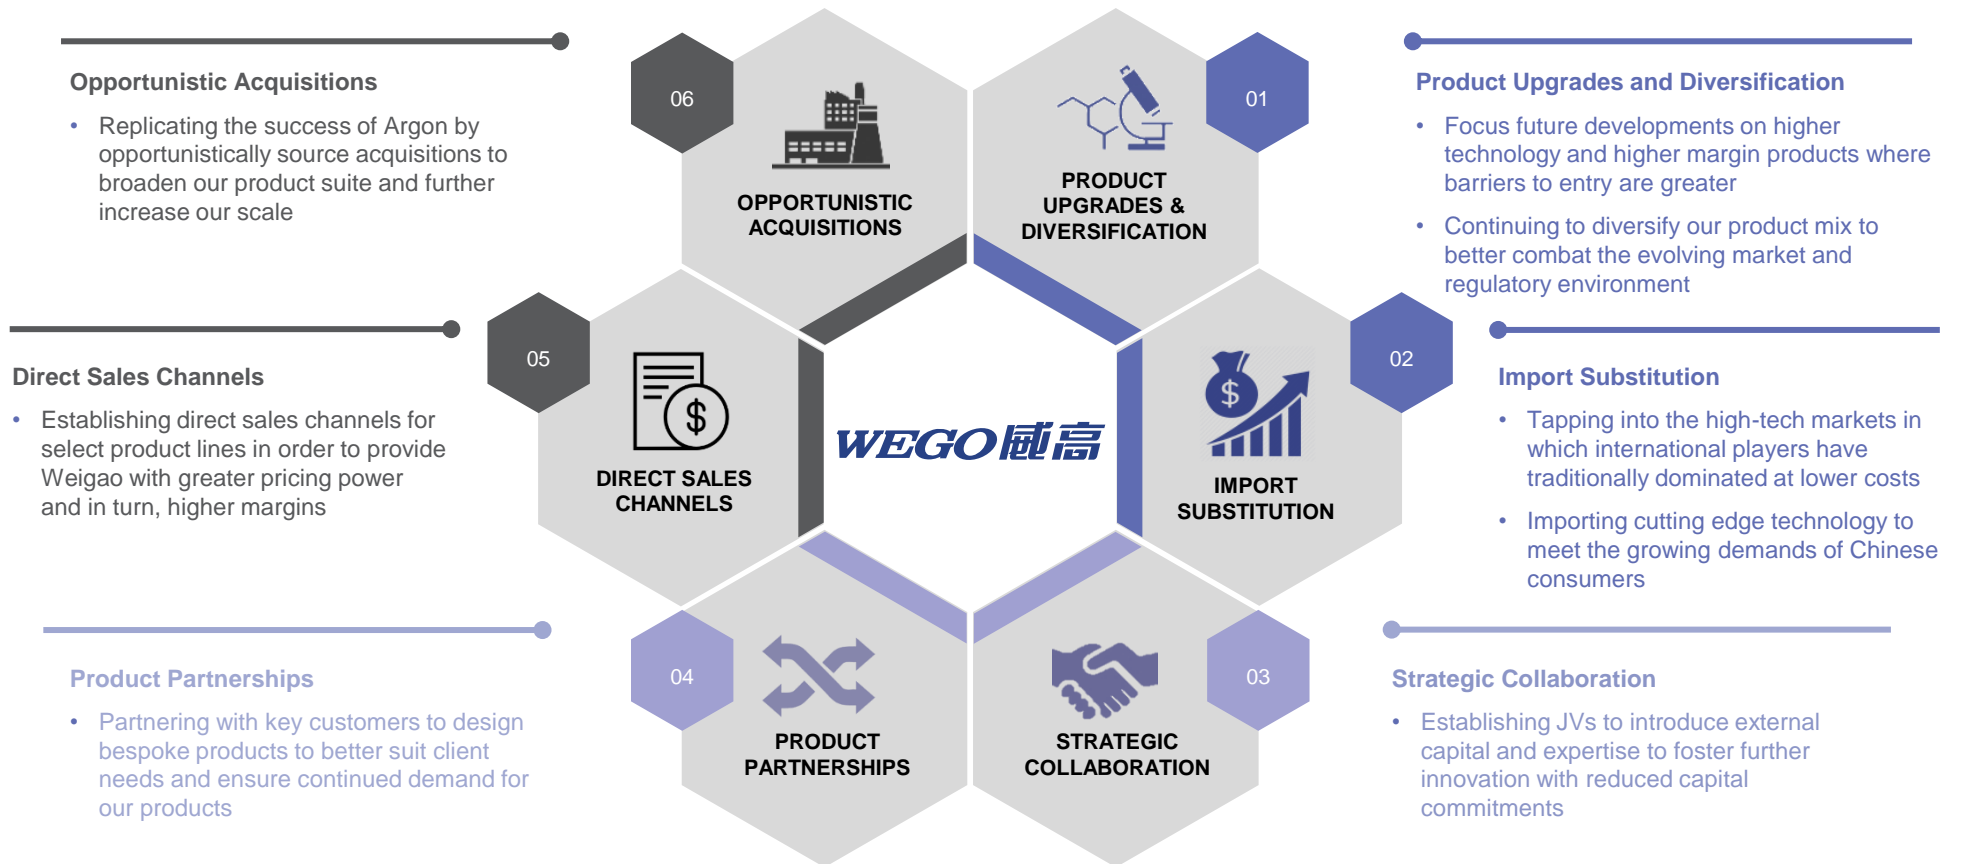 Opportunistic Acquisitions
• Replicating the success of Argon by
opportunistically source acquisitions to
broaden our product suite and further
increase our scale
06
OPPORTUNISTIC
ACQUISITIONS
01
PRODUCT
UPGRADES &
DIVERSIFICATION
Product Upgrades and Diversification
• Focus future developments on higher
technology and higher margin products where
barriers to entry are greater
• Continuing to diversify our product mix to
better combat the evolving market and
regulatory environment
Direct Sales Channels
• Establishing direct sales channels for
select product lines in order to provide
Weigao with greater pricing power
and in turn, higher margins
05
$
DIRECT SALES
CHANNELS
WEGO威高
02
$
IMPORT
SUBSTITUTION
Import Substitution
• Tapping into the high-tech markets in
which international players have
traditionally dominated at lower costs
• Importing cutting edge technology to
meet the growing demands of Chinese
consumers
Product Partnerships
• Partnering with key customers to design
bespoke products to better suit client
needs and ensure continued demand for
our products
04
PRODUCT
PARTNERSHIPS
03
STRATEGIC
COLLABORATION
Strategic Collaboration
• Establishing JVs to introduce external
capital and expertise to foster further
innovation with reduced capital
commitments